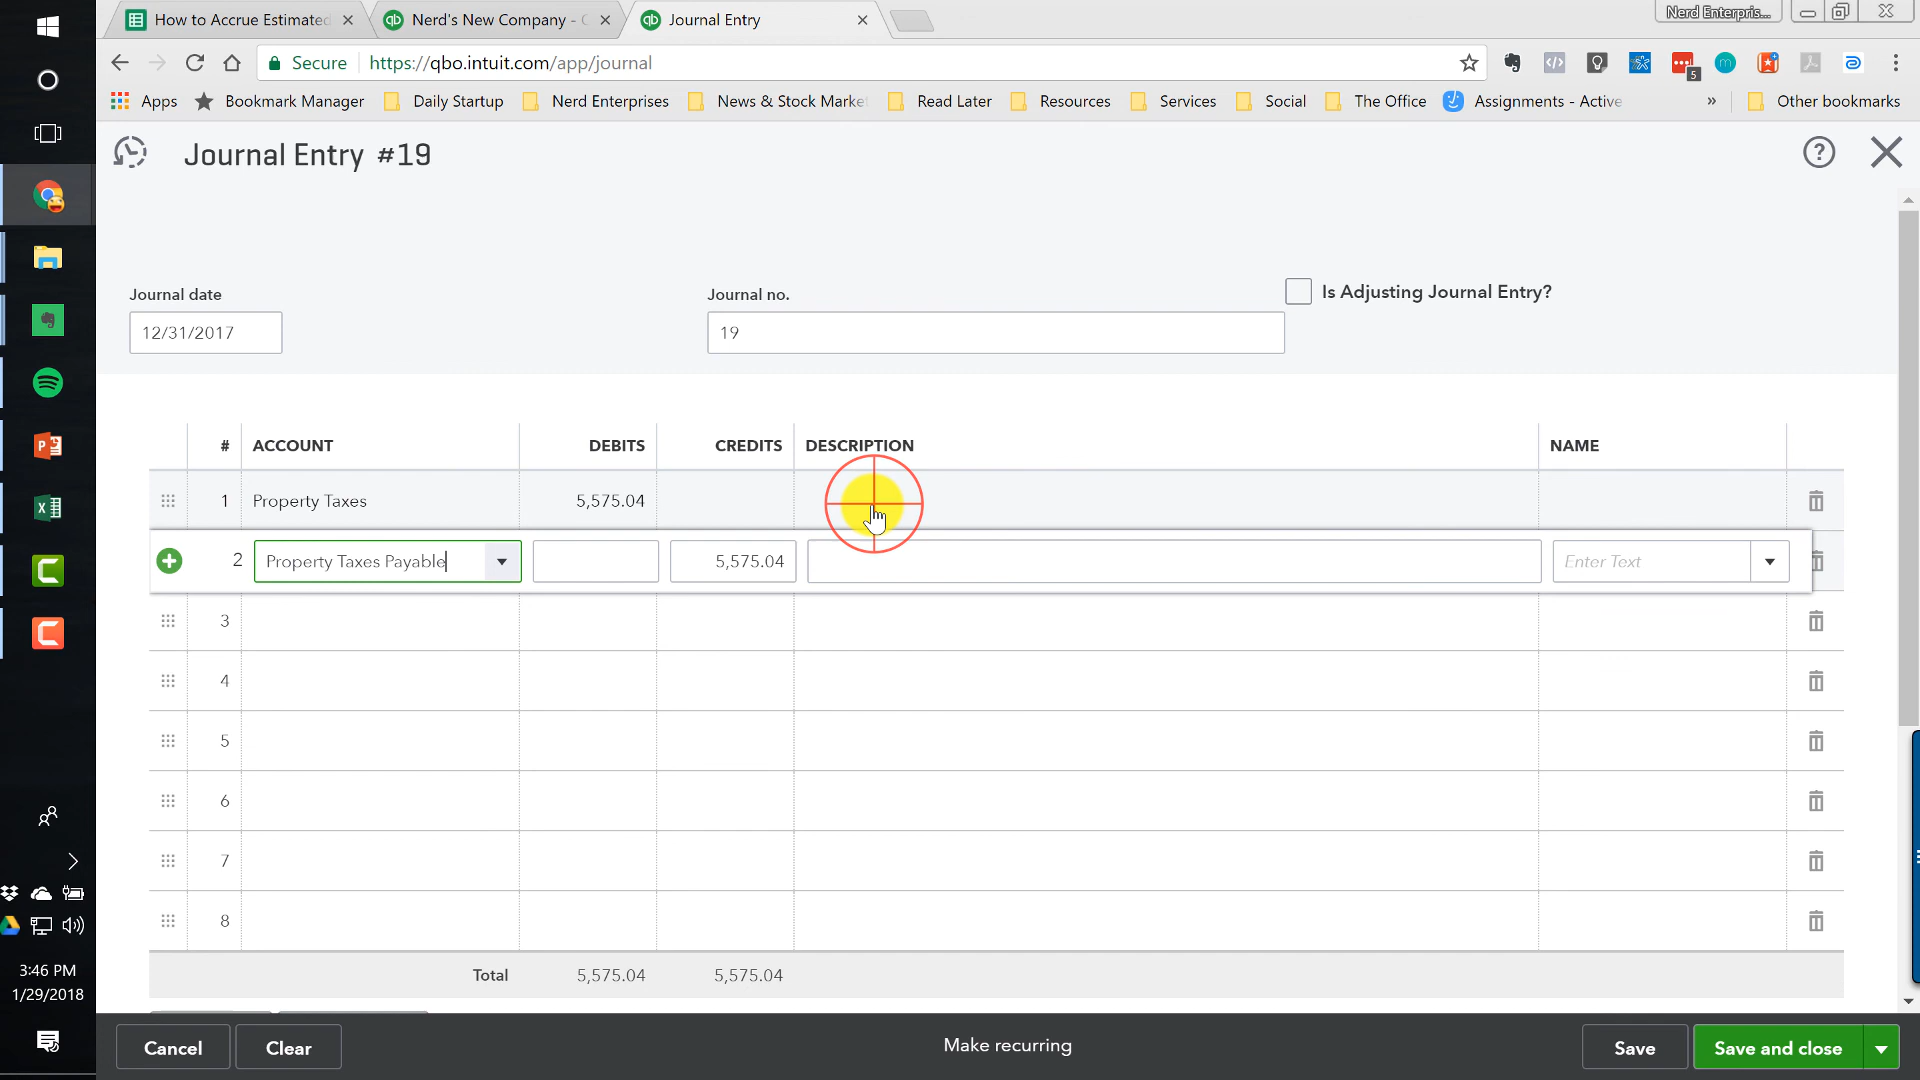 How to Accrue Estimated
Nerd's New Company - 
Journal Entry
Nerd Enterpris...
Secure
https://qbo.intuit.com/app/journal
5
Apps
Bookmark Manager
Daily Startup
Nerd Enterprises
News & Stock Marke
Read Later
Resources
Services
Social
The Office
Assignments - Active
»
Other bookmarks
Journal Entry #19
?
Journal date
Journal no.
Is Adjusting Journal Entry?
12/31/2017
19
# ACCOUNT DEBITS CREDITS DESCRIPTION NAME
1 Property Taxes 5,575.04
2 Property Taxes Payable 5,575.04 Enter Text
3
4
5
6
7
8
Total 5,575.04 5,575.04
3:46 PM
1/29/2018
Cancel
Clear
Make recurring
Save
Save and close